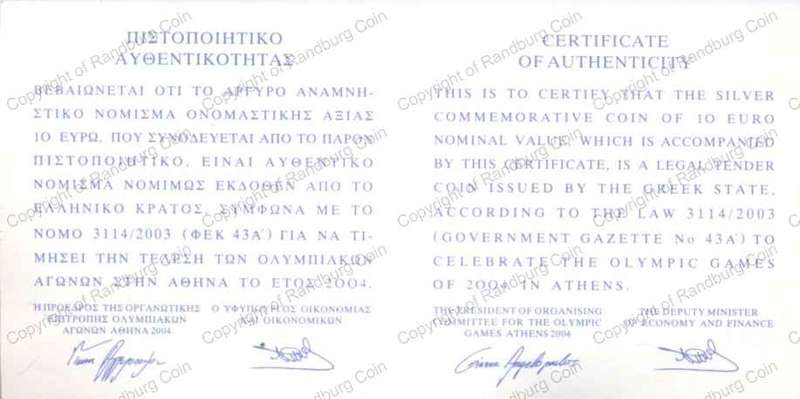 ΠΙΣΤΟΠΟΙΗΤΙΚΟ
ΑΥΘΕΝΤΙΚΟΤΗΤΑΣ
ΒΕΒΑΙΩΝΕΤΑΙ ΟΤΙ ΤΟ ΑΡΓΥΡΟ ΑΝΑΜΝΗ-
ΣΤΙΚΟ ΝΟΜΙΣΜΑ ΟΝΟΜΑΣΤΙΚΗΣ ΑΞΙΑΣ
10 ΕΥΡΩ, ΠΟΥ ΣΥΝΟΔΕΥΕΤΑΙ ΑΠΟ ΤΟ ΠΑΡΟΝ
ΠΙΣΤΟΠΟΙΗΤΙΚΟ, ΕΙΝΑΙ ΑΥΘΕΝΤΙΚΟ
ΝΟΜΙΣΜΑ ΝΟΜΙΜΩΣ ΕΚΔΟΘΕΝ ΑΠΟ ΤΟ
ΕΛΛΗΝΙΚΟ ΚΡΑΤΟΣ, ΣΥΜΦΩΝΑ ΜΕ ΤΟ
ΝΟΜΟ 3114/2003 (ΦΕΚ 43Α') ΓΙΑ ΝΑ ΤΙ-
ΜΗΣΕΙ ΤΗΝ ΤΕΛΕΣΗ ΤΩΝ ΟΛΥΜΠΙΑΚΩΝ
ΑΓΩΝΩΝ ΣΤΗΝ ΑΘΗΝΑ ΤΟ ΕΤΟΣ 2004.
Η ΠΡΟΕΔΡΟΣ ΤΗΣ ΟΡΓΑΝΩΤΙΚΗΣ
ΕΠΙΤΡΟΠΗΣ ΟΛΥΜΠΙΑΚΩΝ
ΑΓΩΝΩΝ ΑΘΗΝΑ 2004
Ο ΥΦΥΠΟΥΡΓΟΣ ΟΙΚΟΝΟΜΙΑΣ
ΚΑΙ ΟΙΚΟΝΟΜΙΚΩΝ
CERTIFICATE
OF AUTHENTICITY
THIS IS TO CERTIFY, THAT THE SILVER
COMMEMORATIVE COIN OF 10 EURO
NOMINAL VALUE, WHICH IS ACCOMPANIED
BY THIS CERTIFICATE, IS A LEGAL TENDER
COIN ISSUED BY THE GREEK STATE,
ACCORDING TO THE LAW 3114/2003
(GOVERNMENT GAZETTE No 43A') TO
CELEBRATE THE OLYMPIC GAMES
OF 2004 IN ATHENS.
THE PRESIDENT OF ORGANISING
COMMITTEE FOR THE OLYMPIC
GAMES ATHENS 2004
THE DEPUTY MINISTER
OF ECONOMY AND FINANCE
Copyright of Randburg Coin